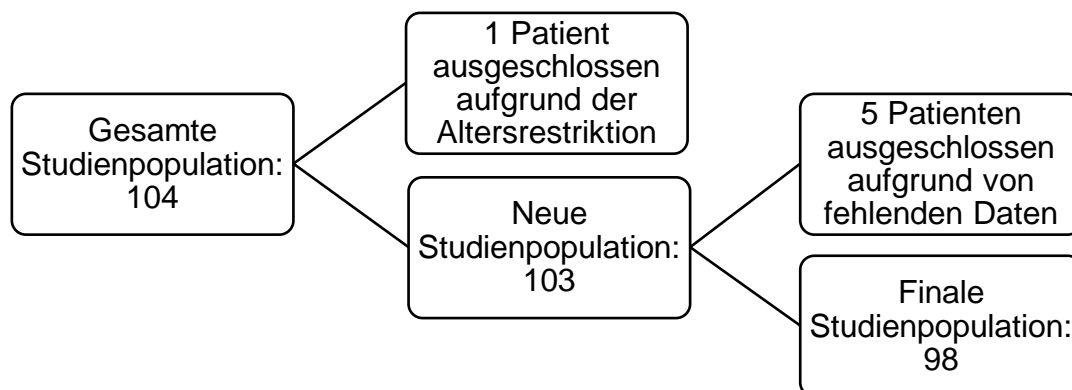 Gesamte
Studienpopulation:
104
1 Patient
ausgeschlossen
aufgrund der
Altersrestriktion
Neue
Studienpopulation:
103
5 Patienten
ausgeschlossen
aufgrund von
fehlenden Daten
Finale
Studienpopulation:
98